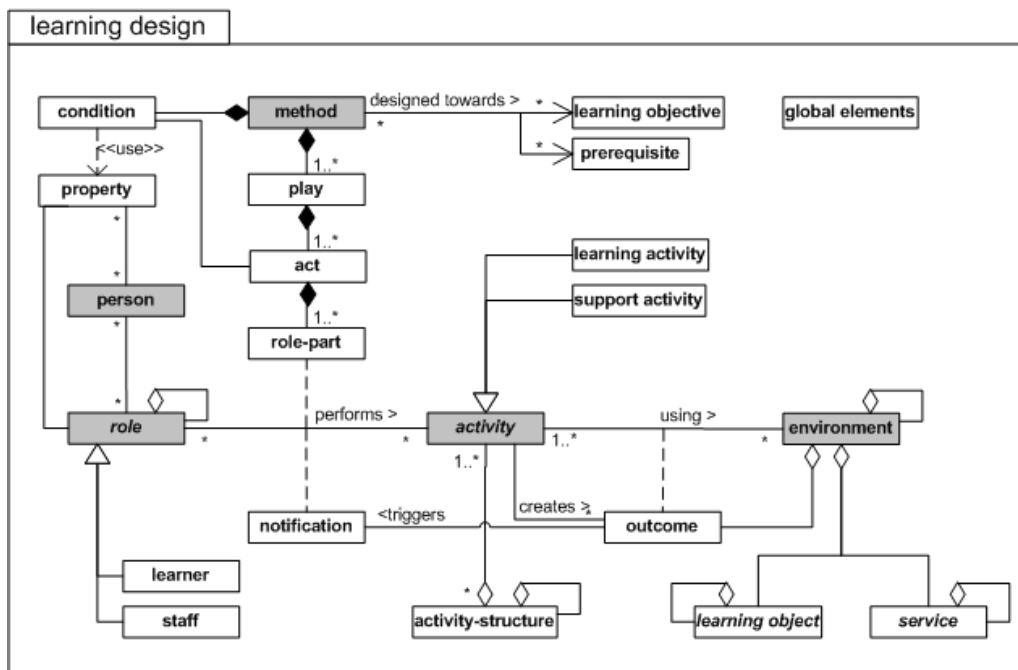 learning design
condition
method
designed towards >
*
*
learning objective
global elements
<<use>>
*
prerequisite
1..*
property
play
*
1..*
learning activity
act
*
support activity
person
1..*
*
role-part
*
performs >
using >
role
activity
environment
*
*
1..*
*
1..*
creates >
*
<triggers
notification
outcome
learner
*
staff
activity-structure
learning object
service